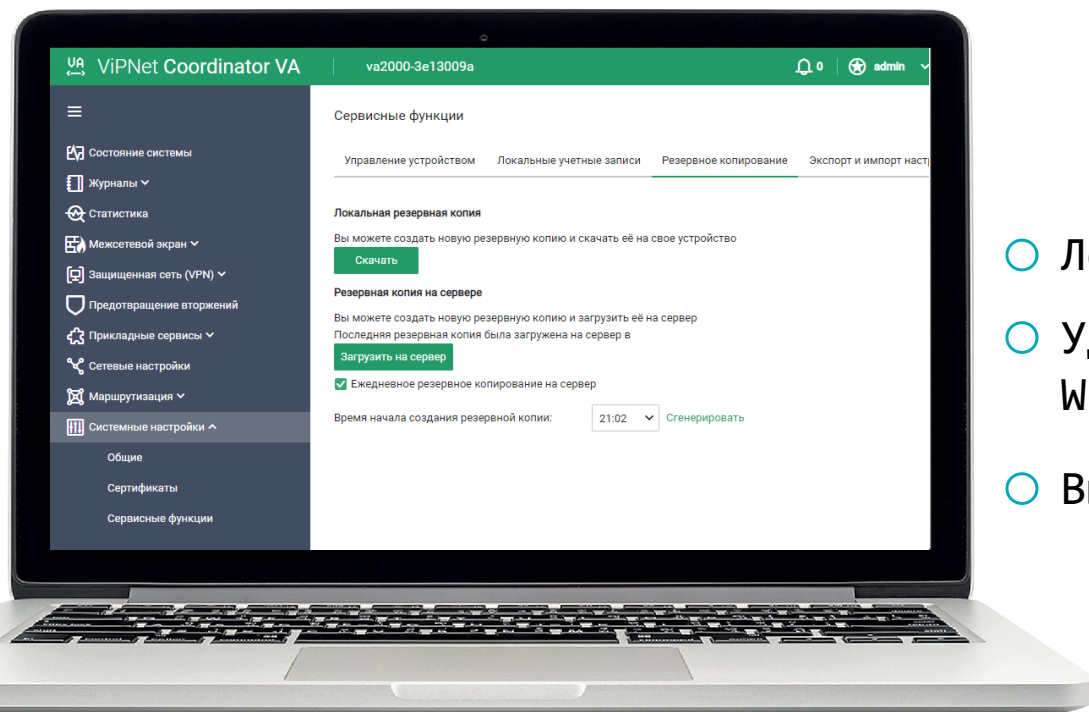 VA ViPNet Coordinator VA va2000-3e13009a 0 admin
Состояние системы
Журналы
Статистика
Межсетевой экран
Защищенная сеть (VPN)
Предотвращение вторжений
Прикладные сервисы
Сетевые настройки
Маршрутизация
Системные настройки
Общие
Сертификаты
Сервисные функции
Сервисные функции
Управление устройством Локальные учетные записи Резервное копирование Экспорт и импорт
Локальная резервная копия
Вы можете создать новую резервную копию и скачать её на свое устройство
Скачать
Резервная копия на сервере
Вы можете создать новую резервную копию и загрузить её на сервер
Последняя резервная копия была загружена на сервер в
Загрузить на сервер
Ежедневное резервное копирование на сервер
Время начала создания резервной копии: 21:02 Сгенерировать